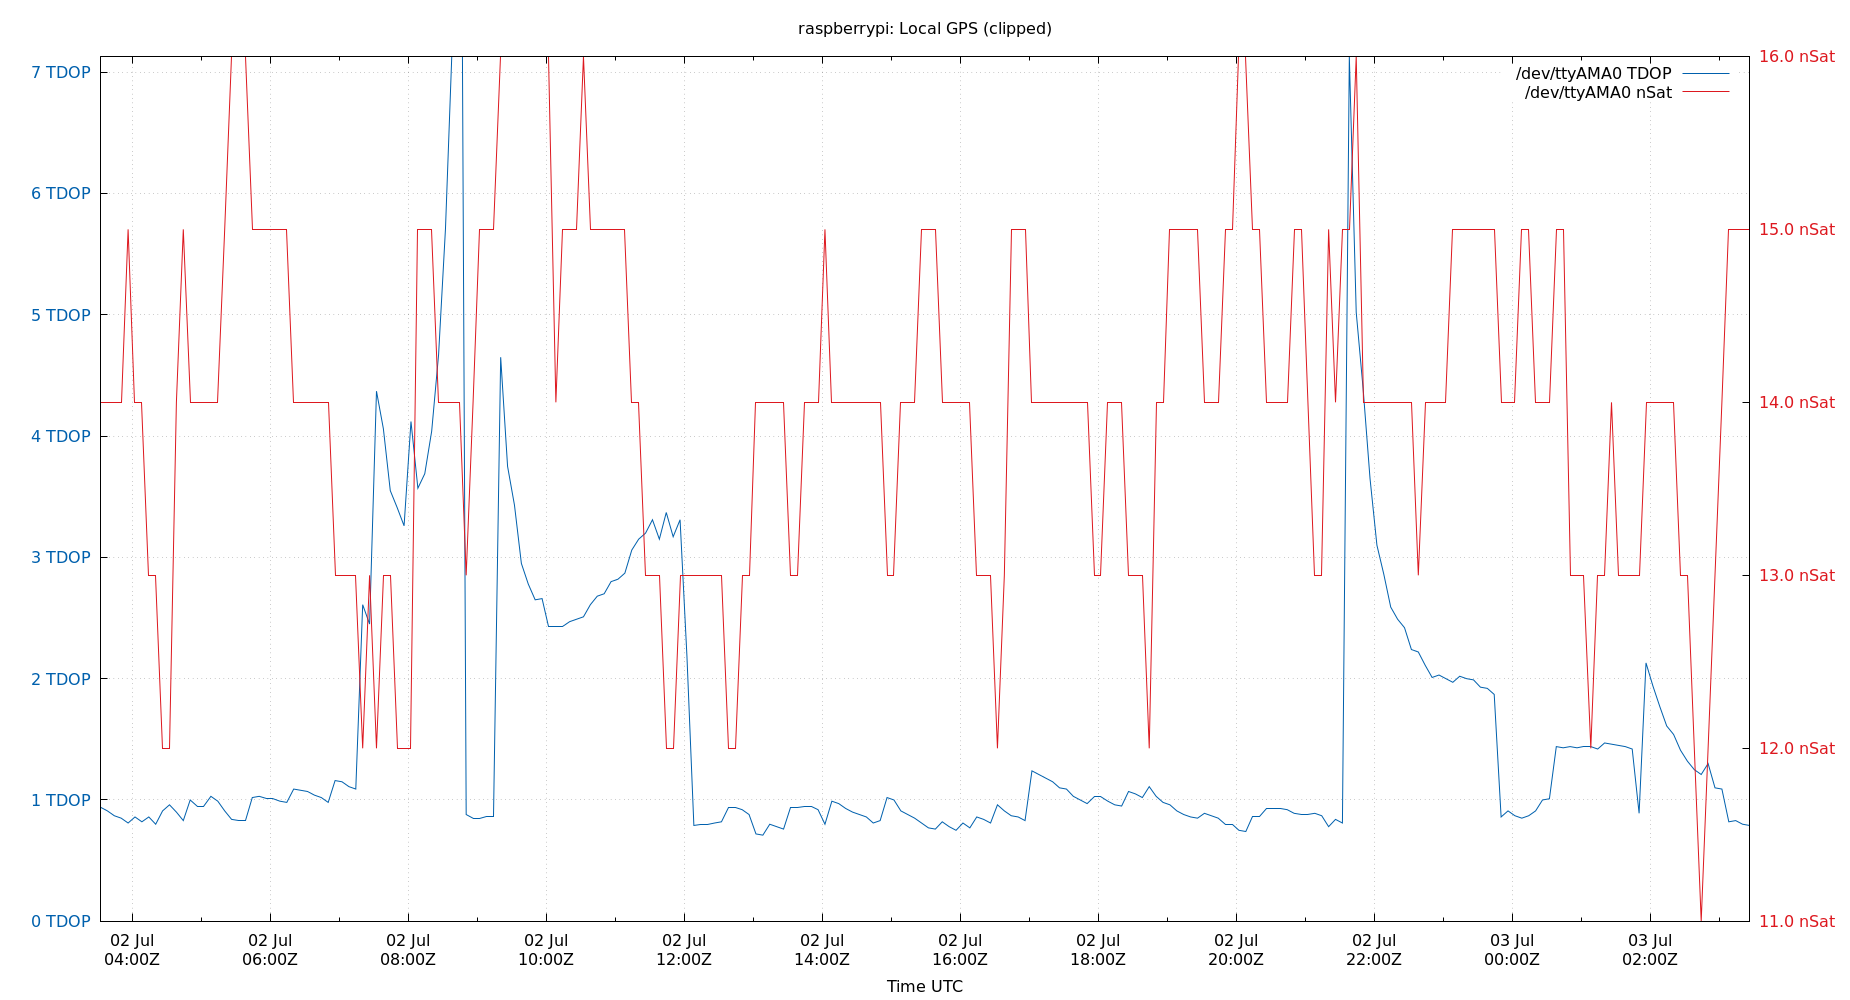 raspberrypi: Local GPS (clipped)
/dev/ttyAMA0 TDOP
/dev/ttyAMA0 nSat
7 TDOP
6 TDOP
5 TDOP
4 TDOP
3 TDOP
2 TDOP
1 TDOP
0 TDOP
16.0 nSat
15.0 nSat
14.0 nSat
13.0 nSat
12.0 nSat
11.0 nSat
02 Jul
04:00Z
02 Jul
06:00Z
02 Jul
08:00Z
02 Jul
10:00Z
02 Jul
12:00Z
02 Jul
14:00Z
02 Jul
16:00Z
02 Jul
18:00Z
02 Jul
20:00Z
02 Jul
22:00Z
03 Jul
00:00Z
03 Jul
02:00Z
Time UTC